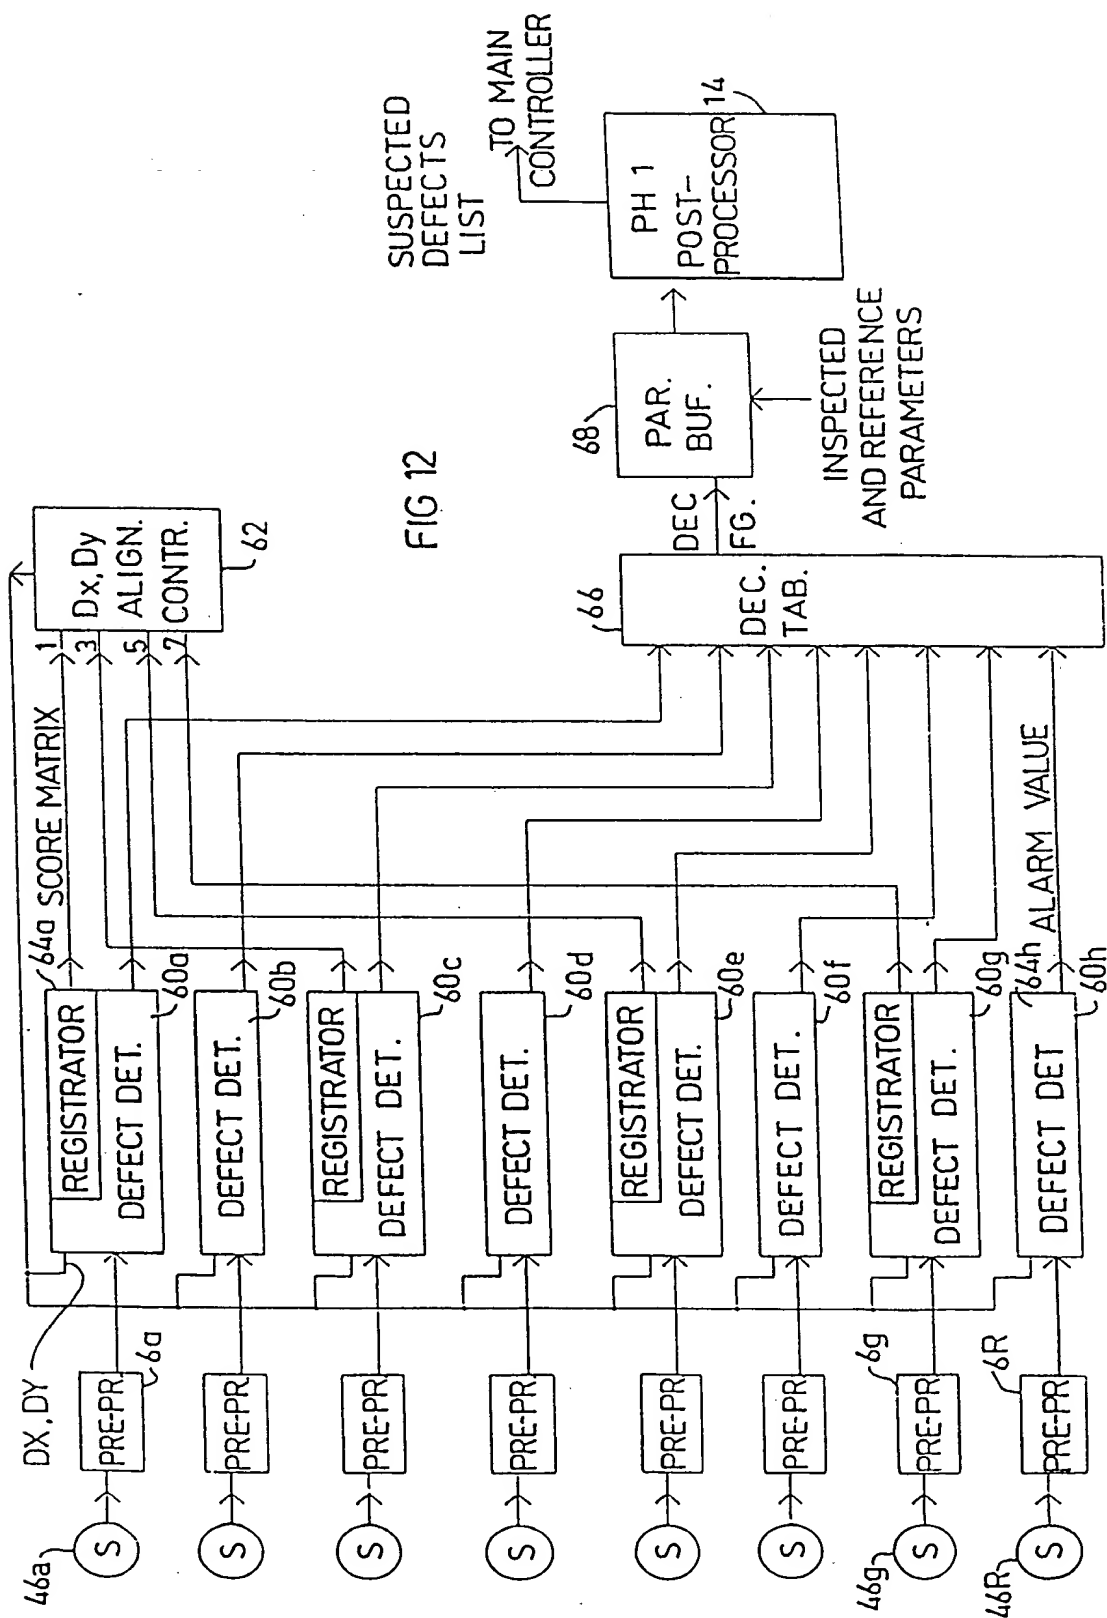 46a
S
S
S
S
S
S
46g
S
46R
S
DX, DY
PRE-PR
6a
PRE-PR
PRE-PR
PRE-PR
PRE-PR
PRE-PR
PRE-PR
6g
PRE-PR
6R
REGISTRATOR
DEFECT DET.
64a
60a
DEFECT DET.
60b
REGISTRATOR
DEFECT DET.
60c
DEFECT DET.
60d
REGISTRATOR
DEFECT DET.
60e
DEFECT DET.
60f
REGISTRATOR
DEFECT DET.
60g
DEFECT DET
64h
60h
SCORE MATRIX
ALARM VALUE
1
3
5
7
Dx, Dy
ALIGN.
CONTR.
62
FIG 12
66
DEC.
TAB.
DEC
FG.
68
PAR.
BUF.
INSPECTED
AND REFERENCE
PARAMETERS
PH 1
POST-
PROCESSOR
14
SUSPECTED
DEFECTS
LIST
TO MAIN
CONTROLLER